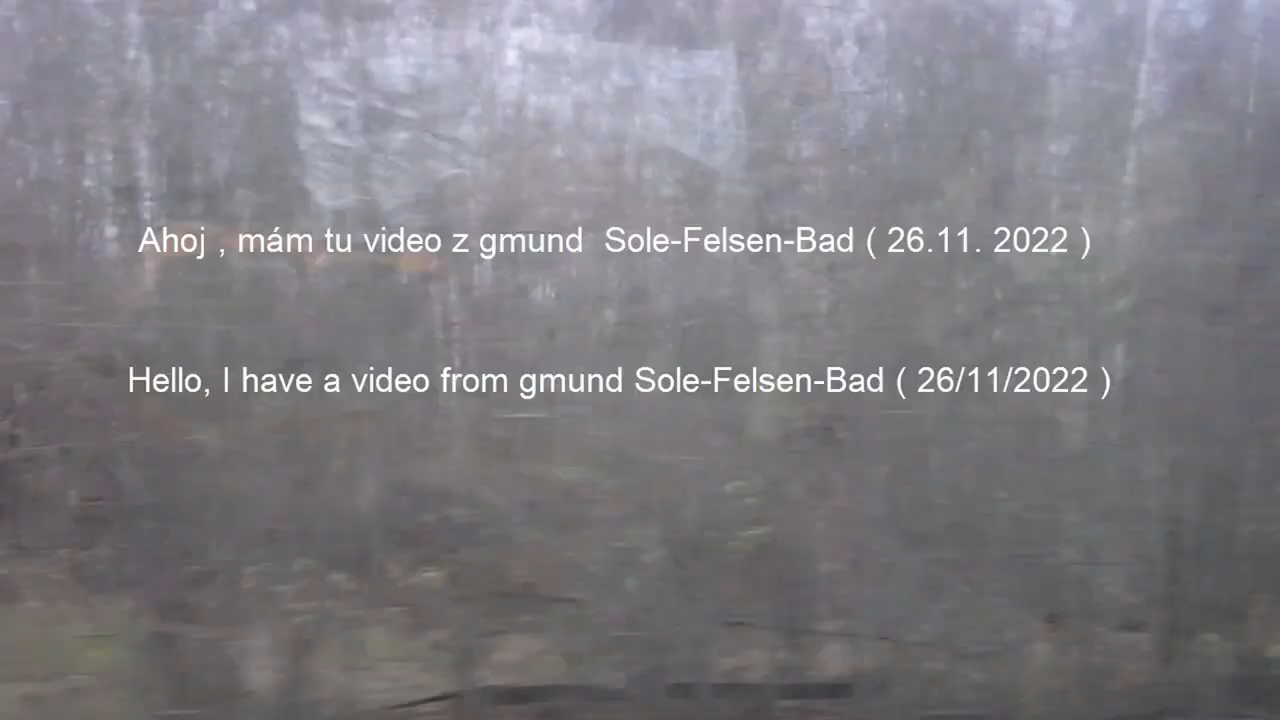 Ahoj , mám tu video z gmund  Sole-Felsen-Bad ( 26.11. 2022 )
Hello, I have a video from gmund Sole-Felsen-Bad ( 26/11/2022 )